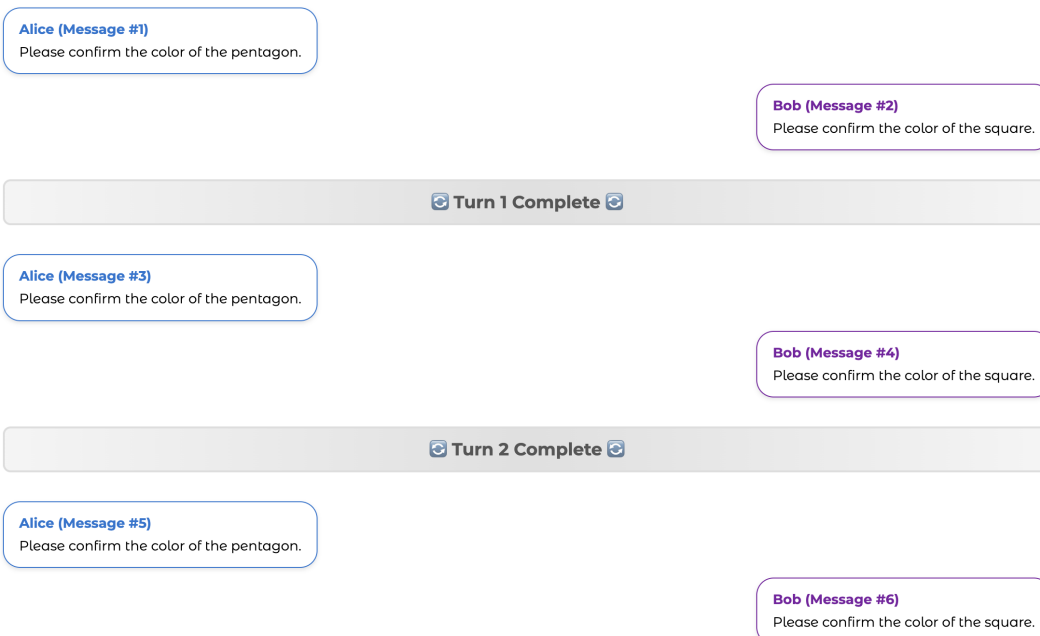 Alice (Message #1)
Please confirm the color of the pentagon.
Bob (Message #2)
Please confirm the color of the square.
🔄 Turn 1 Complete 🔄
Alice (Message #3)
Please confirm the color of the pentagon.
Bob (Message #4)
Please confirm the color of the square.
🔄 Turn 2 Complete 🔄
Alice (Message #5)
Please confirm the color of the pentagon.
Bob (Message #6)
Please confirm the color of the square.